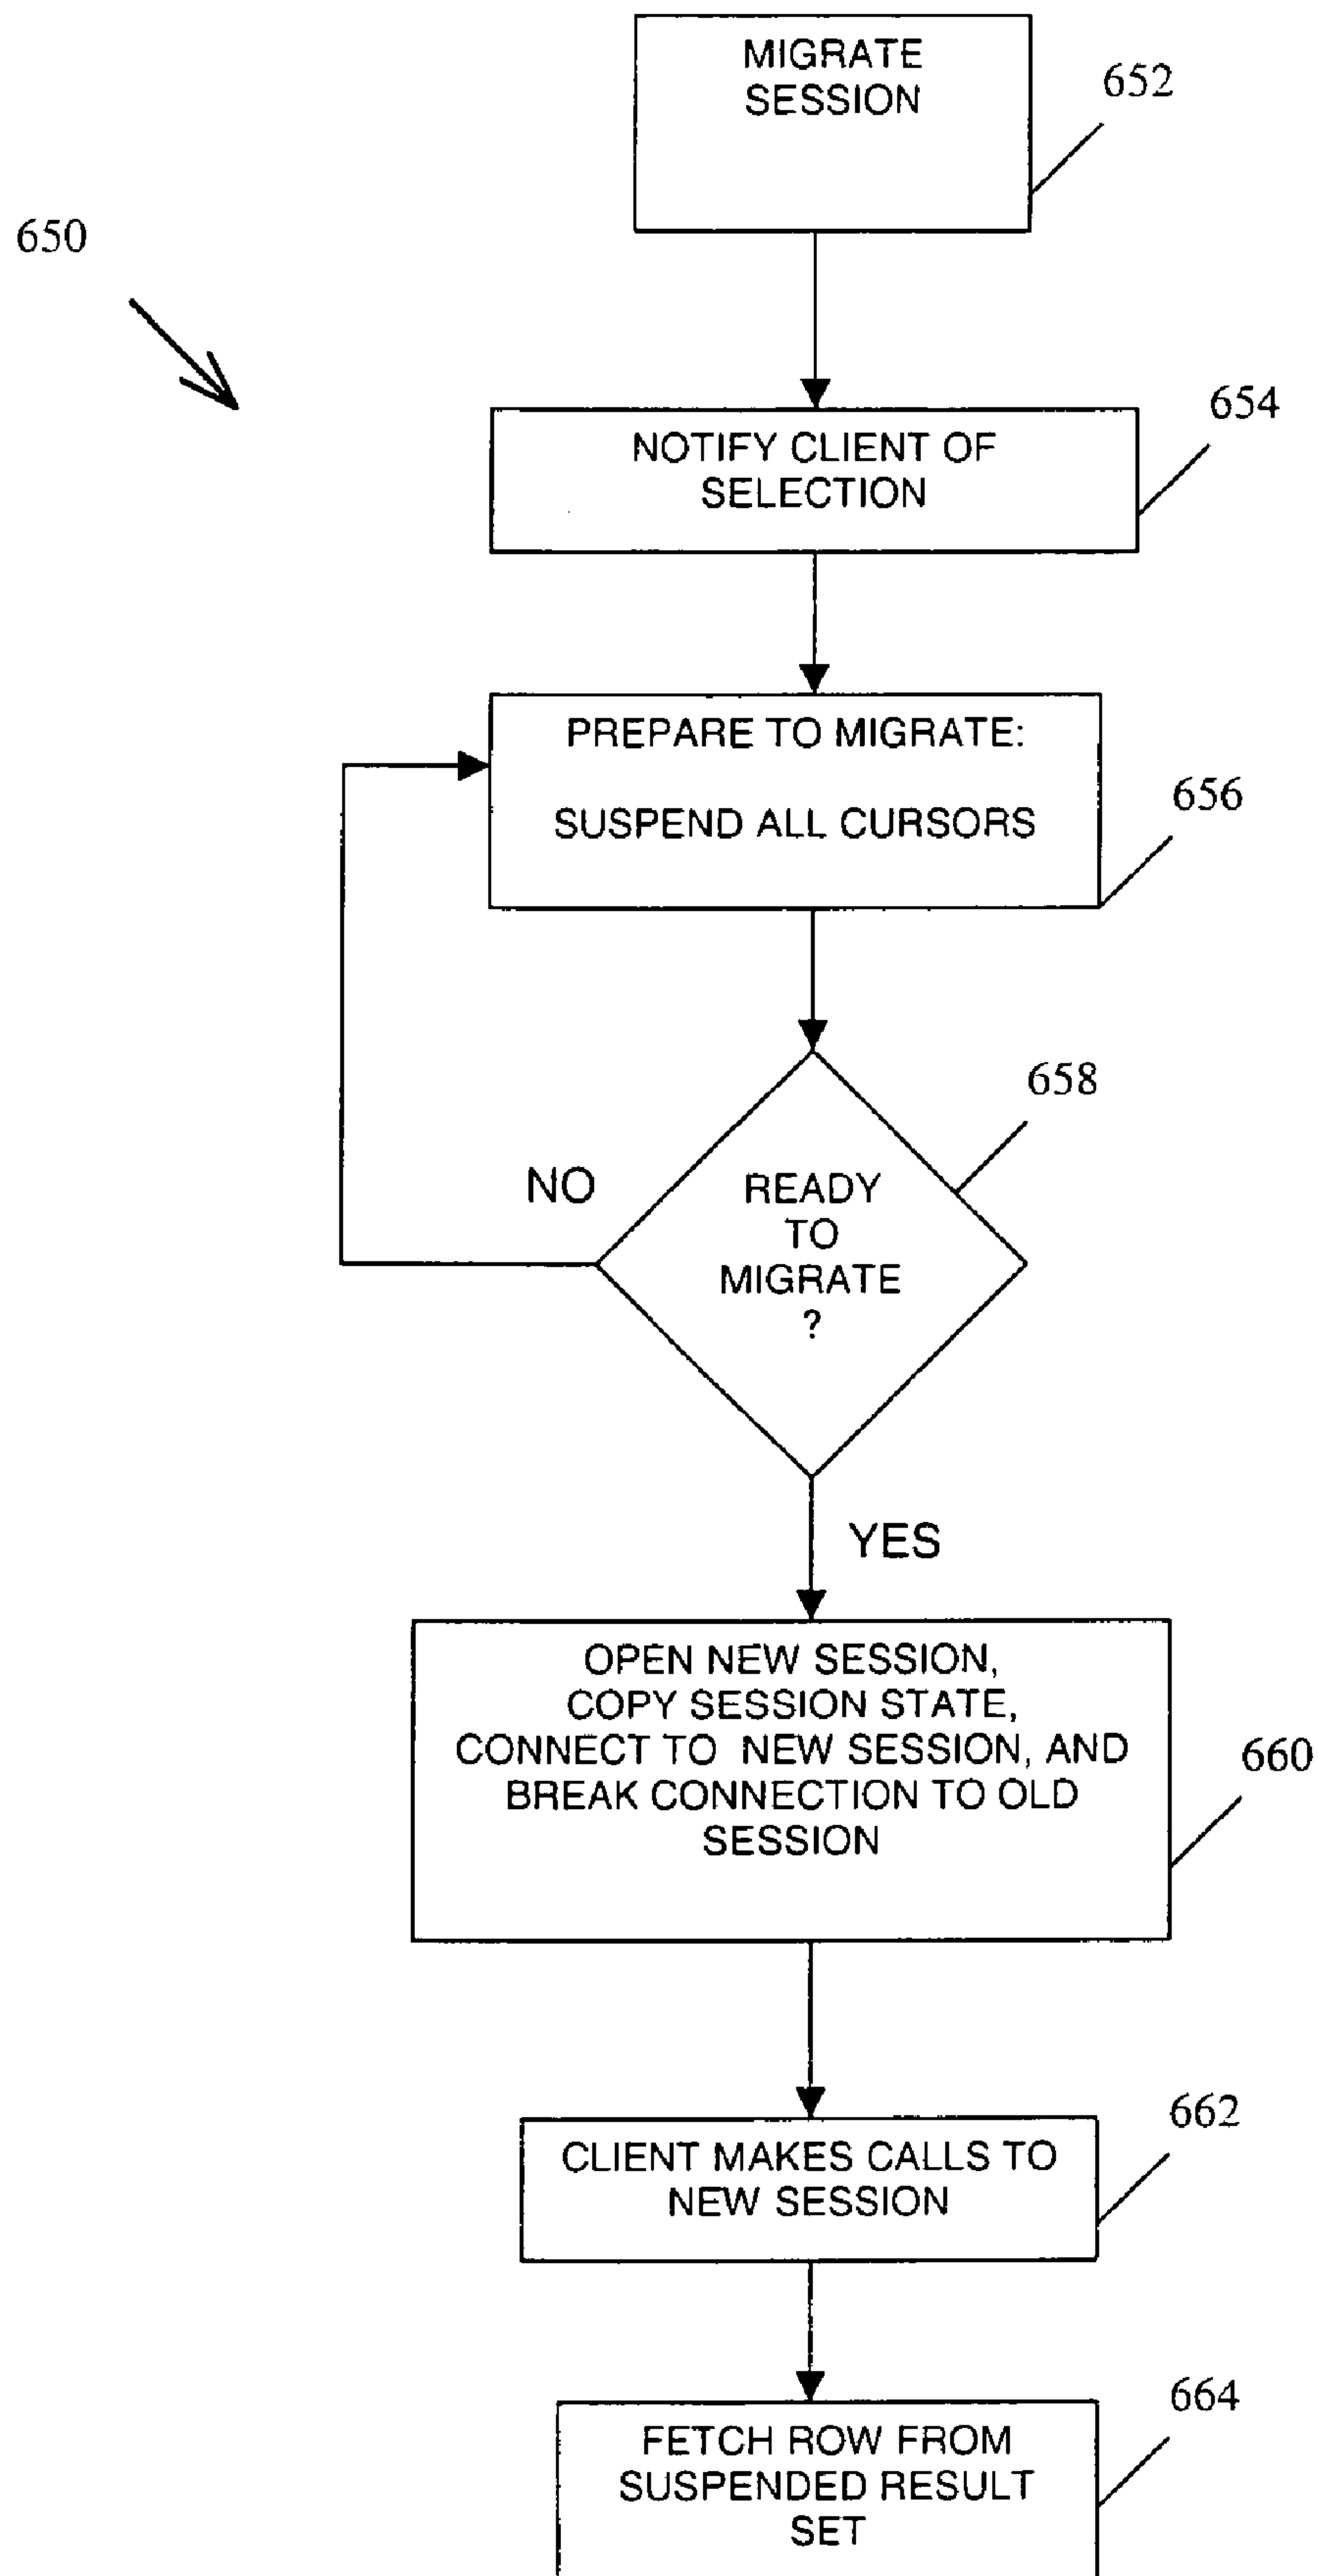 MIGRATE
SESSION
652
650
654
NOTIFY CLIENT OF
SELECTION
PREPARE TO MIGRATE:
SUSPEND ALL CURSORS
656
658
NO
READY
TO
MIGRATE
?
YES
OPEN NEW SESSION,
COPY SESSION STATE,
CONNECT TO NEW SESSION, AND
BREAK CONNECTION TO OLD
SESSION
660
662
CLIENT MAKES CALLS TO
NEW SESSION
664
FETCH ROW FROM
SUSPENDED RESULT
SET